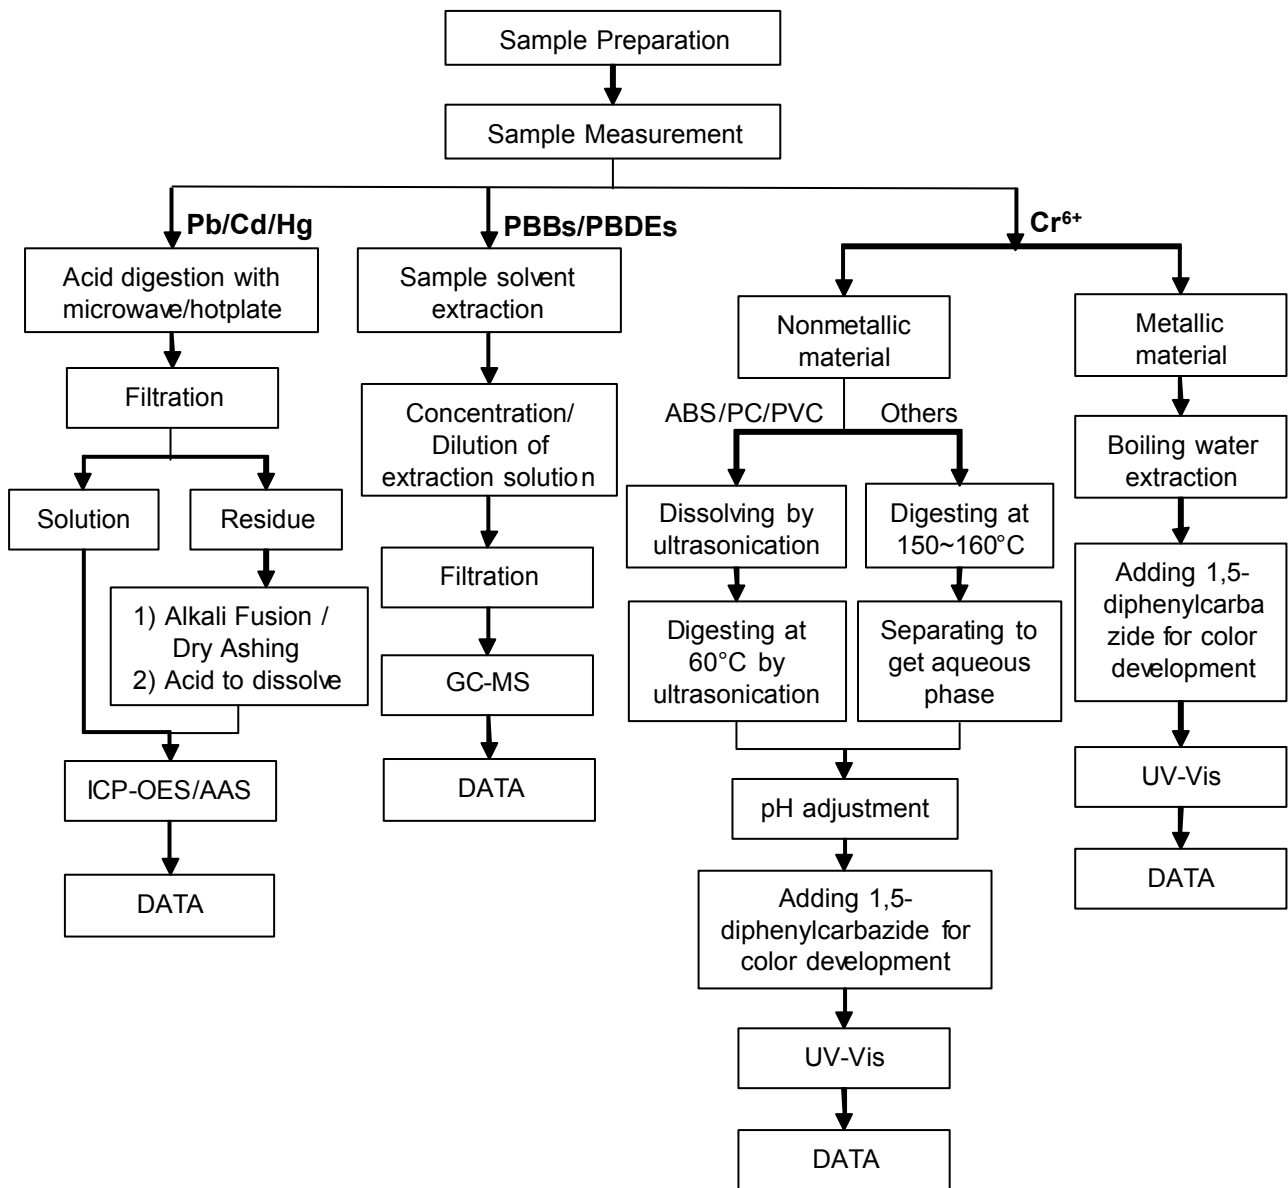 Sample Preparation
Sample Measurement
Pb/Cd/Hg
PBBs/PBDEs
Cr⁶⁺
Acid digestion with
microwave/hotplate
Filtration
Solution
Residue
1) Alkali Fusion /
Dry Ashing
2) Acid to dissolve
ICP-OES/AAS
DATA
Sample solvent
extraction
Concentration/
Dilution of
extraction solution
Filtration
GC-MS
DATA
Nonmetallic
material
ABS/PC/PVC
Others
Dissolving by
ultrasonication
Digesting at
60°C by
ultrasonication
Digesting at
150~160°C
Separating to
get aqueous
phase
pH adjustment
Adding 1,5-
diphenylcarbazide for
color development
UV-Vis
DATA
Metallic
material
Boiling water
extraction
Adding 1,5-
diphenylcarba
zide for color
development
UV-Vis
DATA